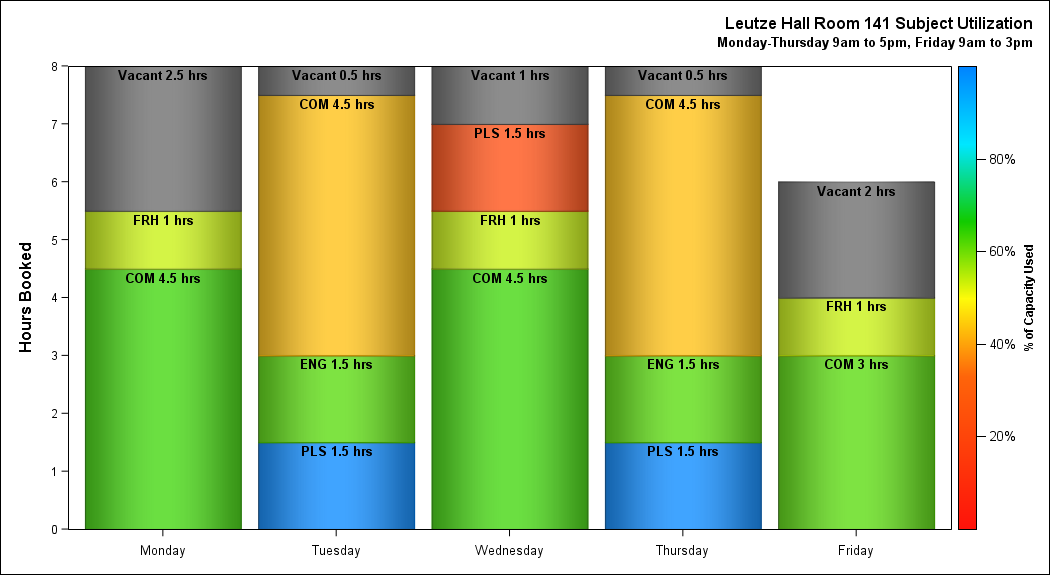 Leutze Hall Room 141 Subject Utilization
Monday-Thursday 9am to 5pm, Friday 9am to 3pm
Hours Booked
8
7
6
5
4
3
2
1
0
Vacant 2.5 hrs
FRH 1 hrs
COM 4.5 hrs
Vacant 0.5 hrs
COM 4.5 hrs
ENG 1.5 hrs
PLS 1.5 hrs
Vacant 1 hrs
PLS 1.5 hrs
FRH 1 hrs
COM 4.5 hrs
Vacant 0.5 hrs
COM 4.5 hrs
ENG 1.5 hrs
PLS 1.5 hrs
Vacant 2 hrs
FRH 1 hrs
COM 3 hrs
Monday
Tuesday
Wednesday
Thursday
Friday
80%
60%
40%
20%
% of Capacity Used